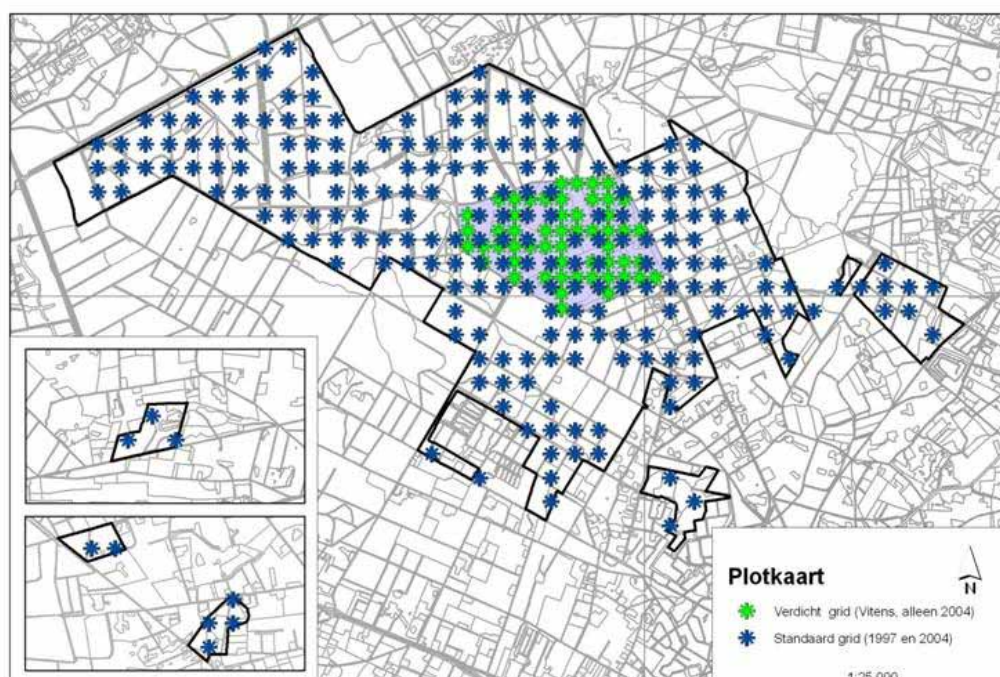 Plotkaart
N
Verdicht grid (Vitens, alleen 2004)
Standaard grid (1997 en 2004)
1:25.000